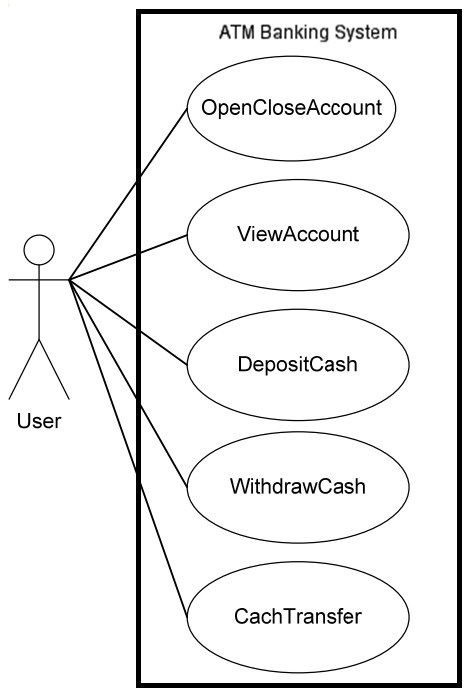 ATM Banking System
OpenCloseAccount
ViewAccount
DepositCash
User
WithdrawCash
CachTransfer